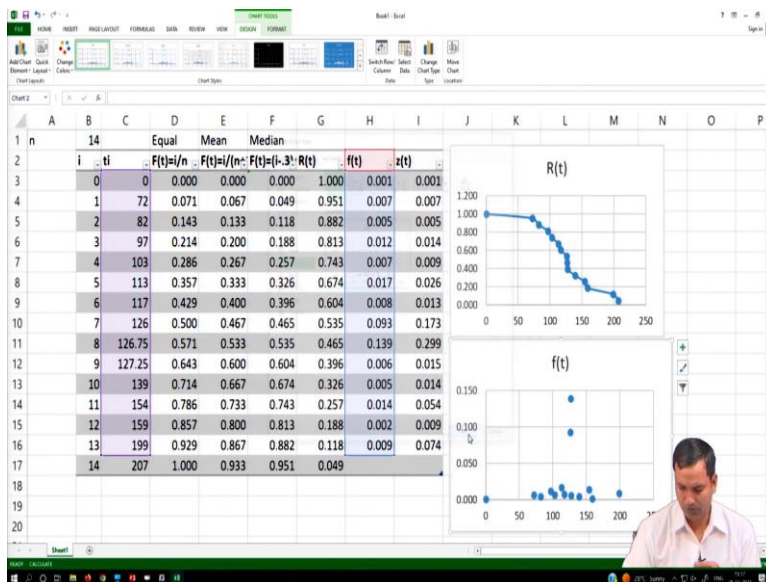 CHART TOOLS
Book1 - Excel
FILE HOME INSERT PAGE LAYOUT FORMULAS DATA REVIEW VIEW DESIGN FORMAT
Sign in
Add Chart Element Quick Layout Change Colors Switch Row/ Column Select Data Change Chart Type Move Chart
Chart Layouts Chart Styles Data Type Location
Chart 2
A B C D E F G H I J K L M N O P
1 n 14 Equal Mean Median
2 i ti F(t)=i/n F(t)=i/(n+ F(t)=(i-.3) R(t) f(t) z(t)
3 0 0 0.000 0.000 0.000 1.000 0.001 0.001
4 1 72 0.071 0.067 0.049 0.951 0.007 0.007
5 2 82 0.143 0.133 0.118 0.882 0.005 0.005
6 3 97 0.214 0.200 0.188 0.813 0.012 0.014
7 4 103 0.286 0.267 0.257 0.743 0.007 0.009
8 5 113 0.357 0.333 0.326 0.674 0.017 0.026
9 6 117 0.429 0.400 0.396 0.604 0.008 0.013
10 7 126 0.500 0.467 0.465 0.535 0.093 0.173
11 8 126.75 0.571 0.533 0.535 0.465 0.139 0.299
12 9 127.25 0.643 0.600 0.604 0.396 0.006 0.015
13 10 139 0.714 0.667 0.674 0.326 0.005 0.014
14 11 154 0.786 0.733 0.743 0.257 0.014 0.054
15 12 159 0.857 0.800 0.813 0.188 0.002 0.009
16 13 199 0.929 0.867 0.882 0.118 0.009 0.074
17 14 207 1.000 0.933 0.951 0.049
18
19
20
R(t)
1.200
1.000
0.800
0.600
0.400
0.200
0.000
0 50 100 150 200 250
f(t)
0.150
0.100
0.050
0.000
0 50 100 150 200
Sheet1
READY CALCULATE
Sunny